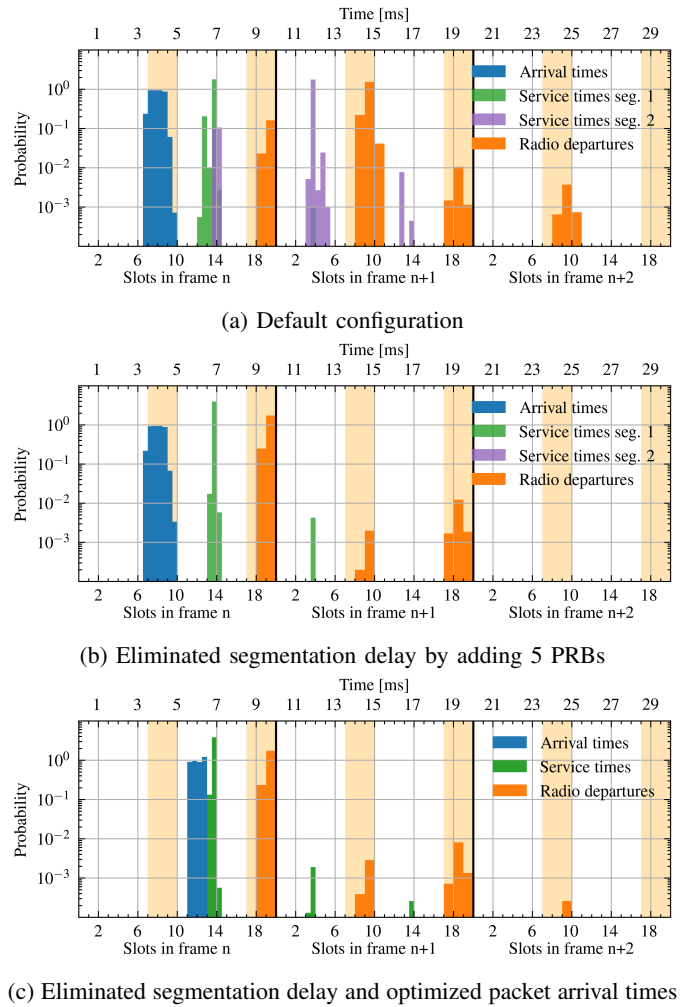 Time [ms]
1 3 5 7 9 11 13 15 17 19 21 23 25 27 29
Probability
10⁰
10⁻¹
10⁻²
10⁻³
Arrival times
Service times seg. 1
Service times seg. 2
Radio departures
2 6 10 14 18 2 6 10 14 18 2 6 10 14 18
Slots in frame n Slots in frame n+1 Slots in frame n+2
(a) Default configuration
Time [ms]
1 3 5 7 9 11 13 15 17 19 21 23 25 27 29
Probability
10⁰
10⁻¹
10⁻²
10⁻³
Arrival times
Service times seg. 1
Service times seg. 2
Radio departures
2 6 10 14 18 2 6 10 14 18 2 6 10 14 18
Slots in frame n Slots in frame n+1 Slots in frame n+2
(b) Eliminated segmentation delay by adding 5 PRBs
Time [ms]
1 3 5 7 9 11 13 15 17 19 21 23 25 27 29
Probability
10⁰
10⁻¹
10⁻²
10⁻³
Arrival times
Service times
Radio departures
2 6 10 14 18 2 6 10 14 18 2 6 10 14 18
Slots in frame n Slots in frame n+1 Slots in frame n+2
(c) Eliminated segmentation delay and optimized packet arrival times